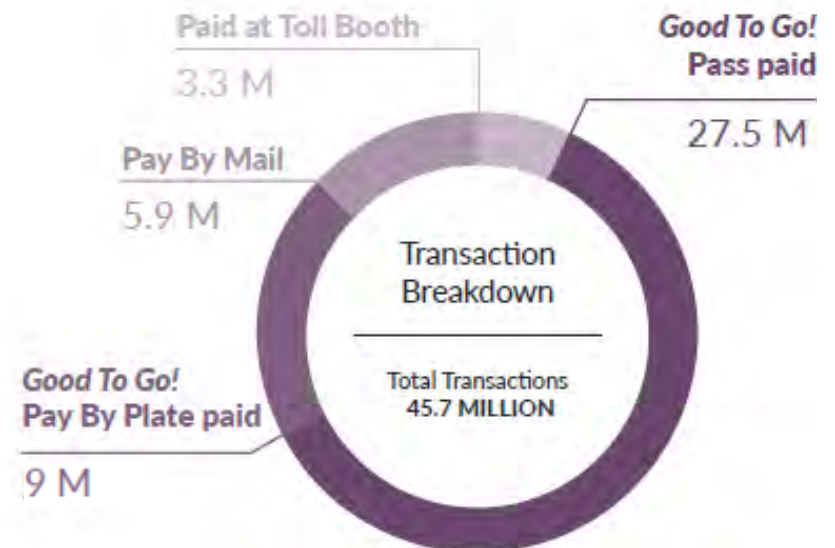 Paid at Toll Booth
3.3 M
Good To Go!
Pass paid
27.5 M
Pay By Mail
5.9 M
Transaction
Breakdown
Total Transactions
45.7 MILLION
Good To Go!
Pay By Plate paid
9 M